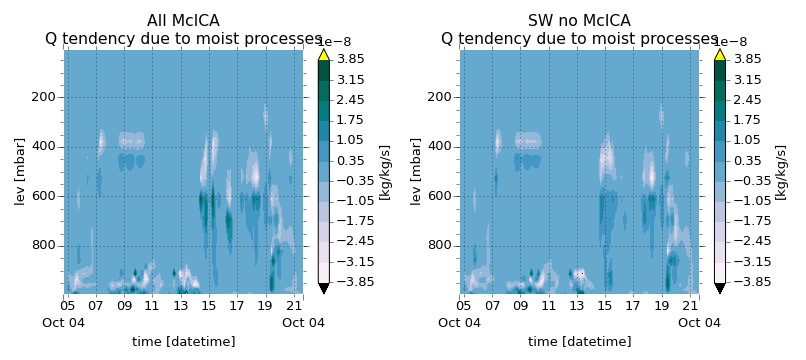 All McICA
Q tendency due to moist processes
1e−8
lev [mbar]
200
400
600
800
05 07 09 11 13 15 17 19 21
Oct 04 Oct 04
time [datetime]
3.85
3.15
2.45
1.75
1.05
0.35
−0.35
−1.05
−1.75
−2.45
−3.15
−3.85
[kg/kg/s]
SW no McICA
Q tendency due to moist processes
1e−8
lev [mbar]
200
400
600
800
05 07 09 11 13 15 17 19 21
Oct 04 Oct 04
time [datetime]
3.85
3.15
2.45
1.75
1.05
0.35
−0.35
−1.05
−1.75
−2.45
−3.15
−3.85
[kg/kg/s]